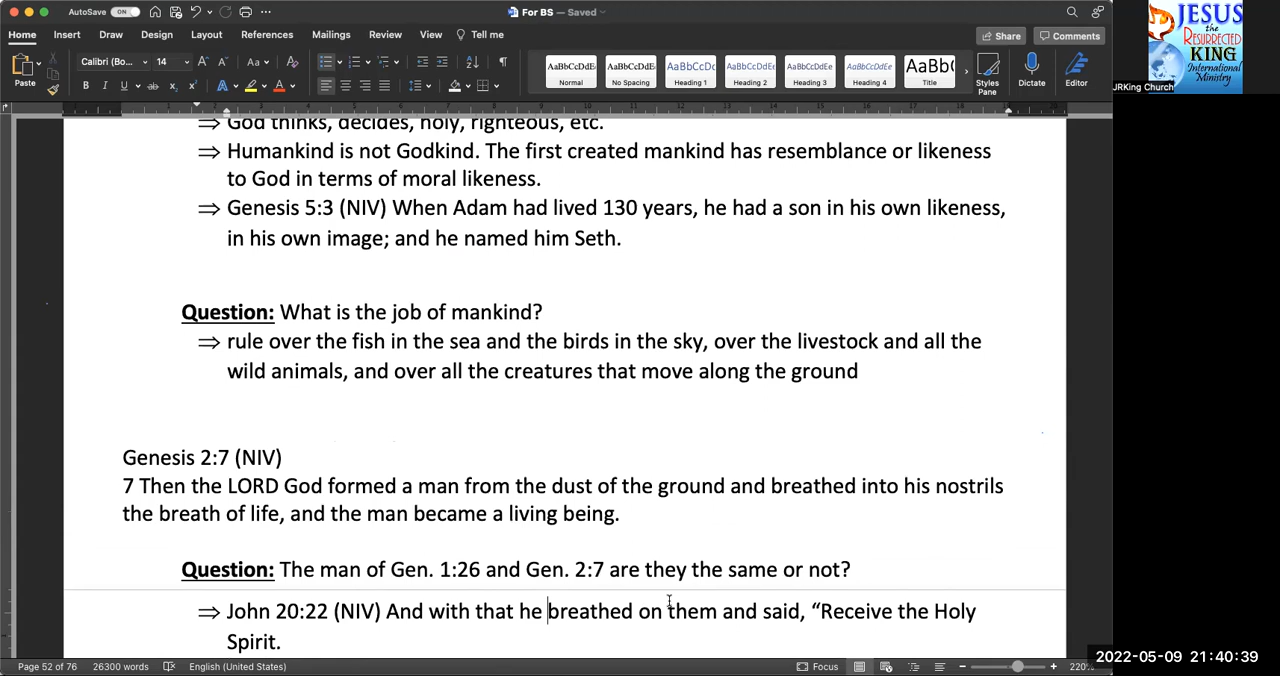 AutoSave ON For BS — Saved
Home Insert Draw Design Layout References Mailings Review View Tell me Share Comments
Paste Calibri (Bo... 14 AaBbCcDdEe Normal AaBbCcDdEe No Spacing AaBbCcDc Heading 1 AaBbCcDdEe Heading 2 AaBbCcDdE Heading 3 AaBbCcDdEe Heading 4 AaBb( Title Styles Pane Dictate Editor
⇒ God thinks, decides, holy, righteous, etc.
⇒ Humankind is not Godkind. The first created mankind has resemblance or likeness
to God in terms of moral likeness.
⇒ Genesis 5:3 (NIV) When Adam had lived 130 years, he had a son in his own likeness,
in his own image; and he named him Seth.
Question: What is the job of mankind?
⇒ rule over the fish in the sea and the birds in the sky, over the livestock and all the
wild animals, and over all the creatures that move along the ground
Genesis 2:7 (NIV)
7 Then the LORD God formed a man from the dust of the ground and breathed into his nostrils
the breath of life, and the man became a living being.
Question: The man of Gen. 1:26 and Gen. 2:7 are they the same or not?
⇒ John 20:22 (NIV) And with that he breathed on them and said, “Receive the Holy
Spirit.
Page 52 of 76 26300 words English (United States) Focus 220%
JESUS
the
RESURRECTED
KING
International
Ministry
JRKing Church
2022-05-09 21:40:39